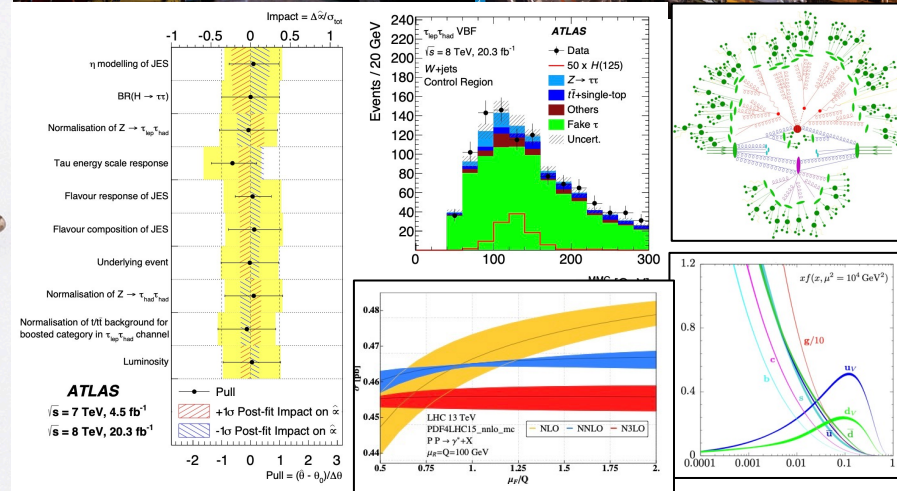 Impact = Δα̂/σ_tot
-1 -0.5 0 0.5 1
η modelling of JES
BR(H → ττ)
Normalisation of Z → τ_lep τ_had
Tau energy scale response
Flavour response of JES
Flavour composition of JES
Underlying event
Normalisation of Z → τ_had τ_had
Normalisation of t/tt̄ background for
boosted category in τ_lep τ_had channel
Luminosity
ATLAS
√s = 7 TeV, 4.5 fb⁻¹
√s = 8 TeV, 20.3 fb⁻¹
Pull
+1σ Post-fit Impact on α̂
-1σ Post-fit Impact on α̂
-2 -1 0 1 2 3
Pull = (θ̂ - θ₀)/Δθ
Events / 20 GeV
240
220
200
180
160
140
120
100
80
60
40
20
0 100 200 300
τ_lep τ_had VBF
√s = 8 TeV, 20.3 fb⁻¹
W+jets
Control Region
ATLAS
Data
50 x H(125)
Z → ττ
tt̄+single-top
Others
Fake τ
Uncert.
0.48
0.47
0.46
0.45
0.44
[pb]
LHC 13 TeV
PDF4LHC15_nnlo_mc
P P → γ*+X
μ_R=Q=100 GeV
NLO NNLO N3LO
0.5 0.75 1. 1.25 1.5 1.75 2.
μ_F/Q
1.2
0.8
0.4
0
xf(x, μ² = 10⁴ GeV²)
g/10
c
b
s
u_V
d_V
ū
d̄
0.0001 0.001 0.01 0.1 1